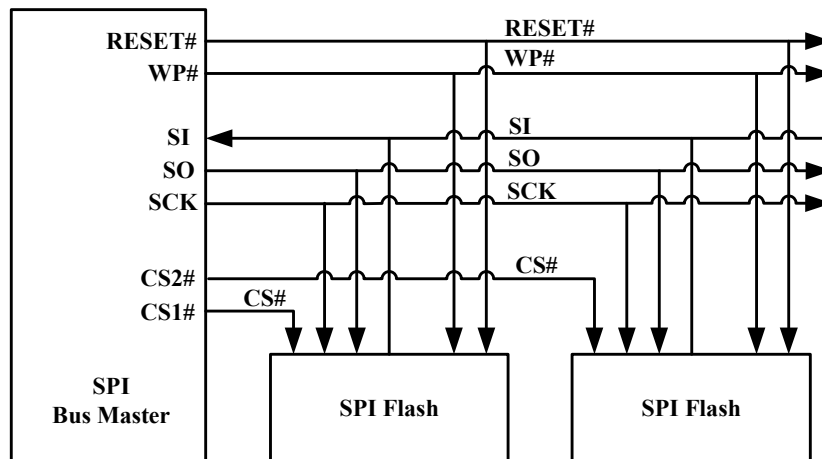 RESET#
RESET#
WP#
WP#
SI
SI
SO
SO
SCK
SCK
CS2#
CS#
CS1#
CS#
SPI
Bus Master
SPI Flash
SPI Flash